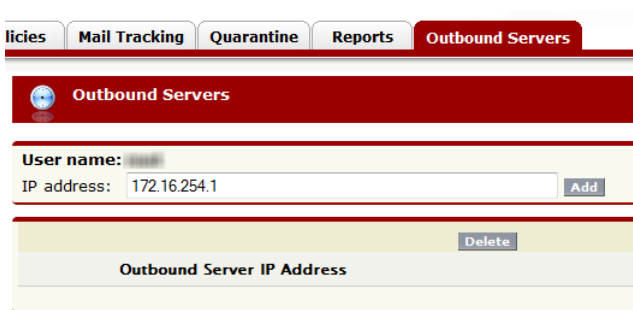 licies Mail Tracking Quarantine Reports Outbound Servers
Outbound Servers
User name:
IP address: 172.16.254.1 Add
Delete
Outbound Server IP Address